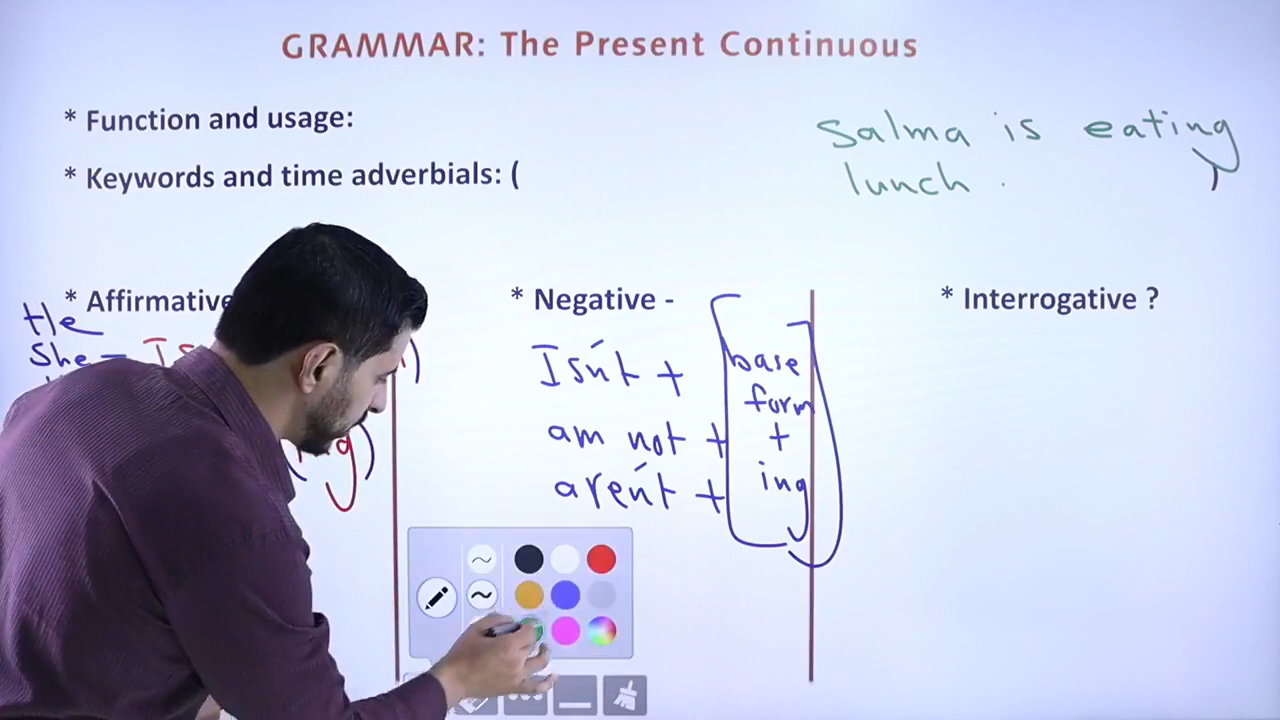 GRAMMAR: The Present Continuous
* Function and usage:
* Keywords and time adverbials: (
Salma is eating
lunch .
* Affirmative
He
She – Is
* Negative -
Isn't + base
form
am not + +
aren't + ing
* Interrogative ?